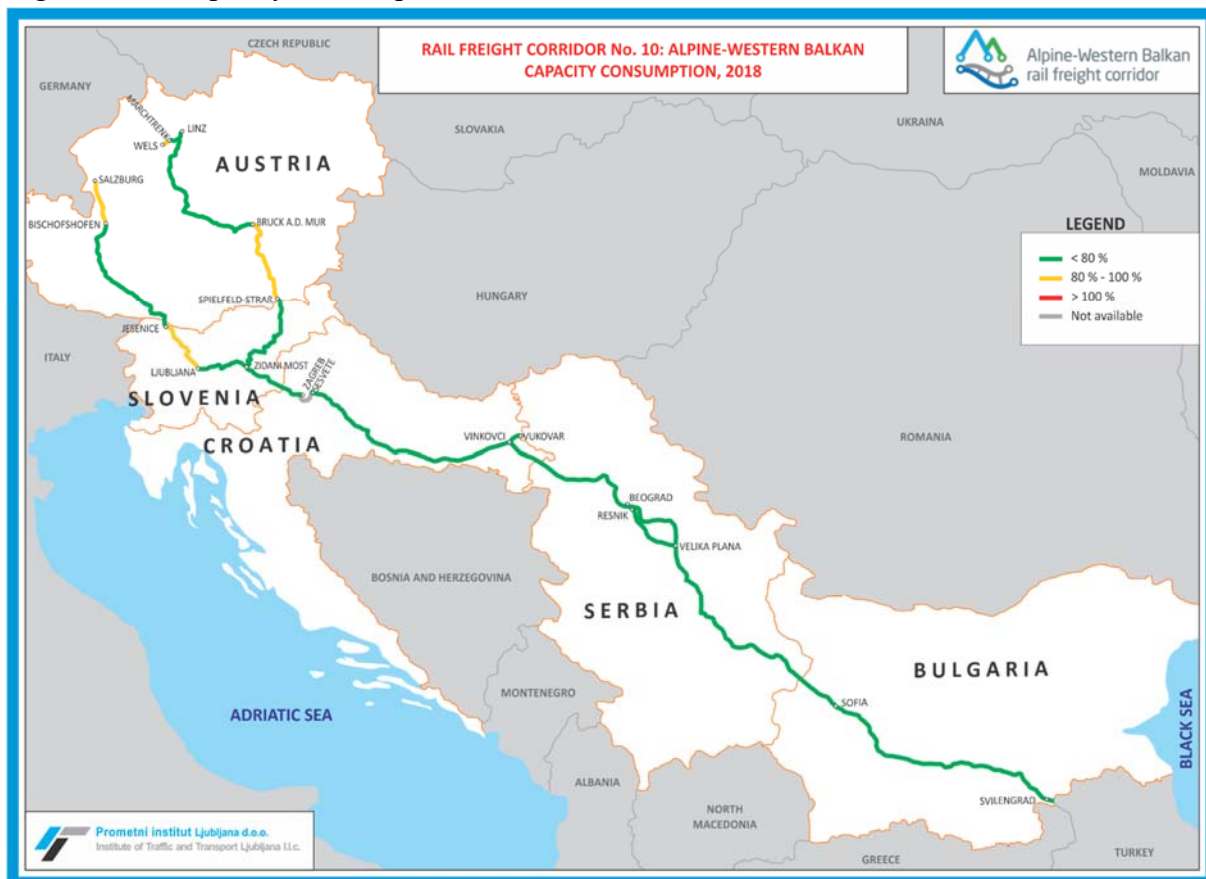 RAIL FREIGHT CORRIDOR No. 10: ALPINE-WESTERN BALKAN
CAPACITY CONSUMPTION, 2018
Alpine-Western Balkan
rail freight corridor
CZECH REPUBLIC
GERMANY
SLOVAKIA
UKRAINE
MOLDAVIA
MARCHTRENK
LINZ
WELS
AUSTRIA
SALZBURG
BISCHOFSHOFEN
BRUCK A.D. MUR
LEGEND
< 80 %
80 % - 100 %
> 100 %
Not available
HUNGARY
SPIELFELD-STRAß
JESENICE
ITALY
LJUBLJANA
ZIDANI MOST
ZAGREB
SESVETE
SLOVENIA
CROATIA
VINKOVCI
VUKOVAR
ROMANIA
BEOGRAD
RESNIK
VELIKA PLANA
BOSNIA AND HERZEGOVINA
SERBIA
BULGARIA
MONTENEGRO
SOFIA
ADRIATIC SEA
BLACK SEA
ALBANIA
SVILENGRAD
NORTH
MACEDONIA
TURKEY
GREECE
Prometni institut Ljubljana d.o.o.
Institute of Traffic and Transport Ljubljana l.l.c.